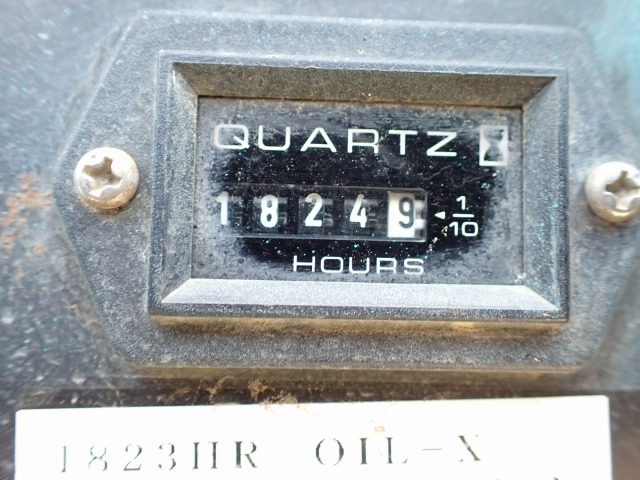 QUARTZ
18249 ◂ 1/10
HOURS
1823HR OIL-X